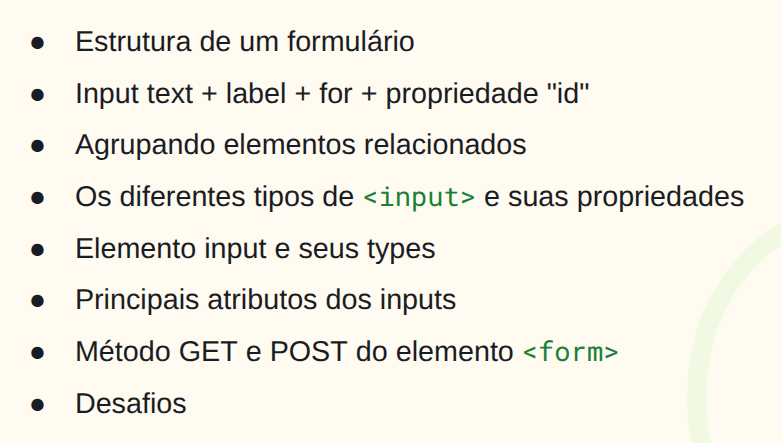 ● Estrutura de um formulário
● Input text + label + for + propriedade "id"
● Agrupando elementos relacionados
● Os diferentes tipos de <input> e suas propriedades
● Elemento input e seus types
● Principais atributos dos inputs
● Método GET e POST do elemento <form>
● Desafios